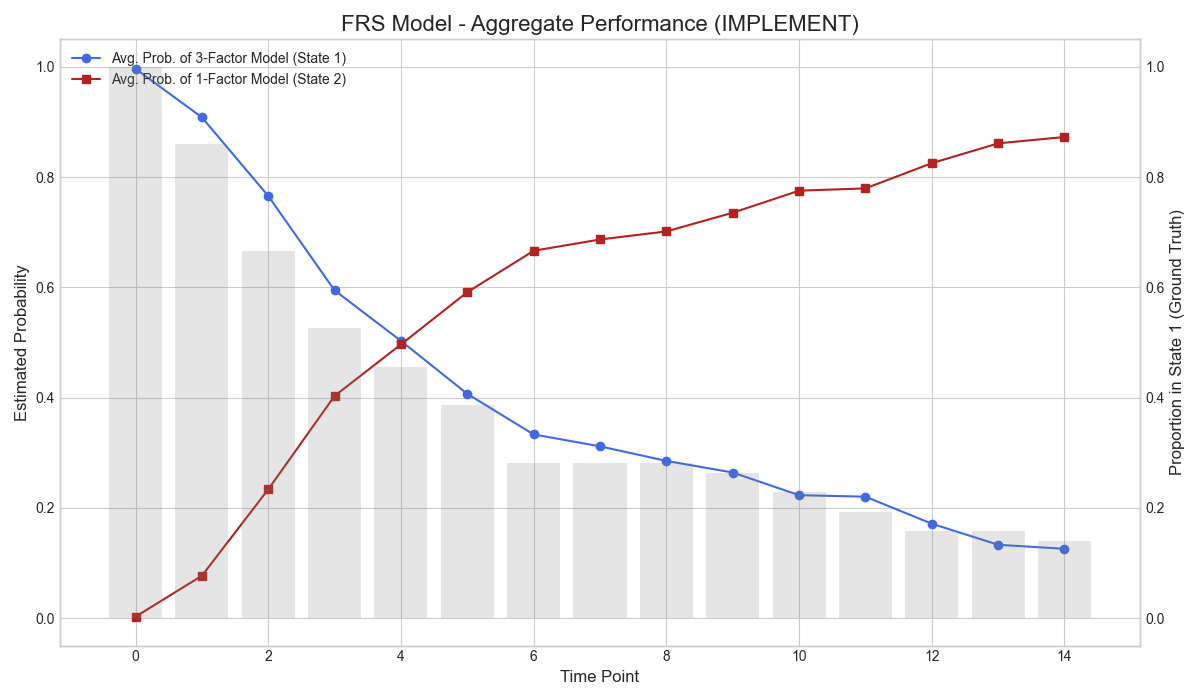 FRS Model - Aggregate Performance (IMPLEMENT)
Avg. Prob. of 3-Factor Model (State 1)
Avg. Prob. of 1-Factor Model (State 2)
1.0
0.8
0.6
0.4
0.2
0.0
Estimated Probability
1.0
0.8
0.6
0.4
0.2
0.0
Proportion in State 1 (Ground Truth)
0 2 4 6 8 10 12 14
Time Point